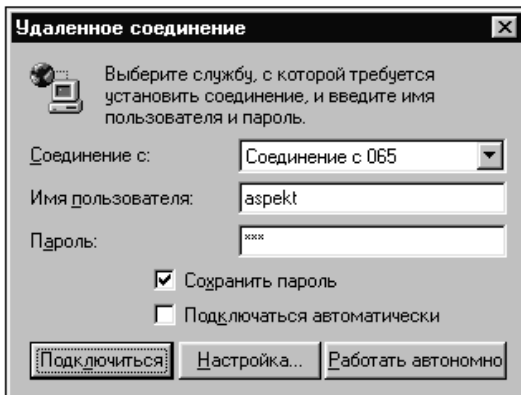 Удаленное соединение
Выберите службу, с которой требуется
установить соединение, и введите имя
пользователя и пароль.
Соединение с: Соединение с 065
Имя пользователя: aspekt
Пароль: ***
Сохранить пароль
Подключаться автоматически
Подключиться Настройка... Работать автономно